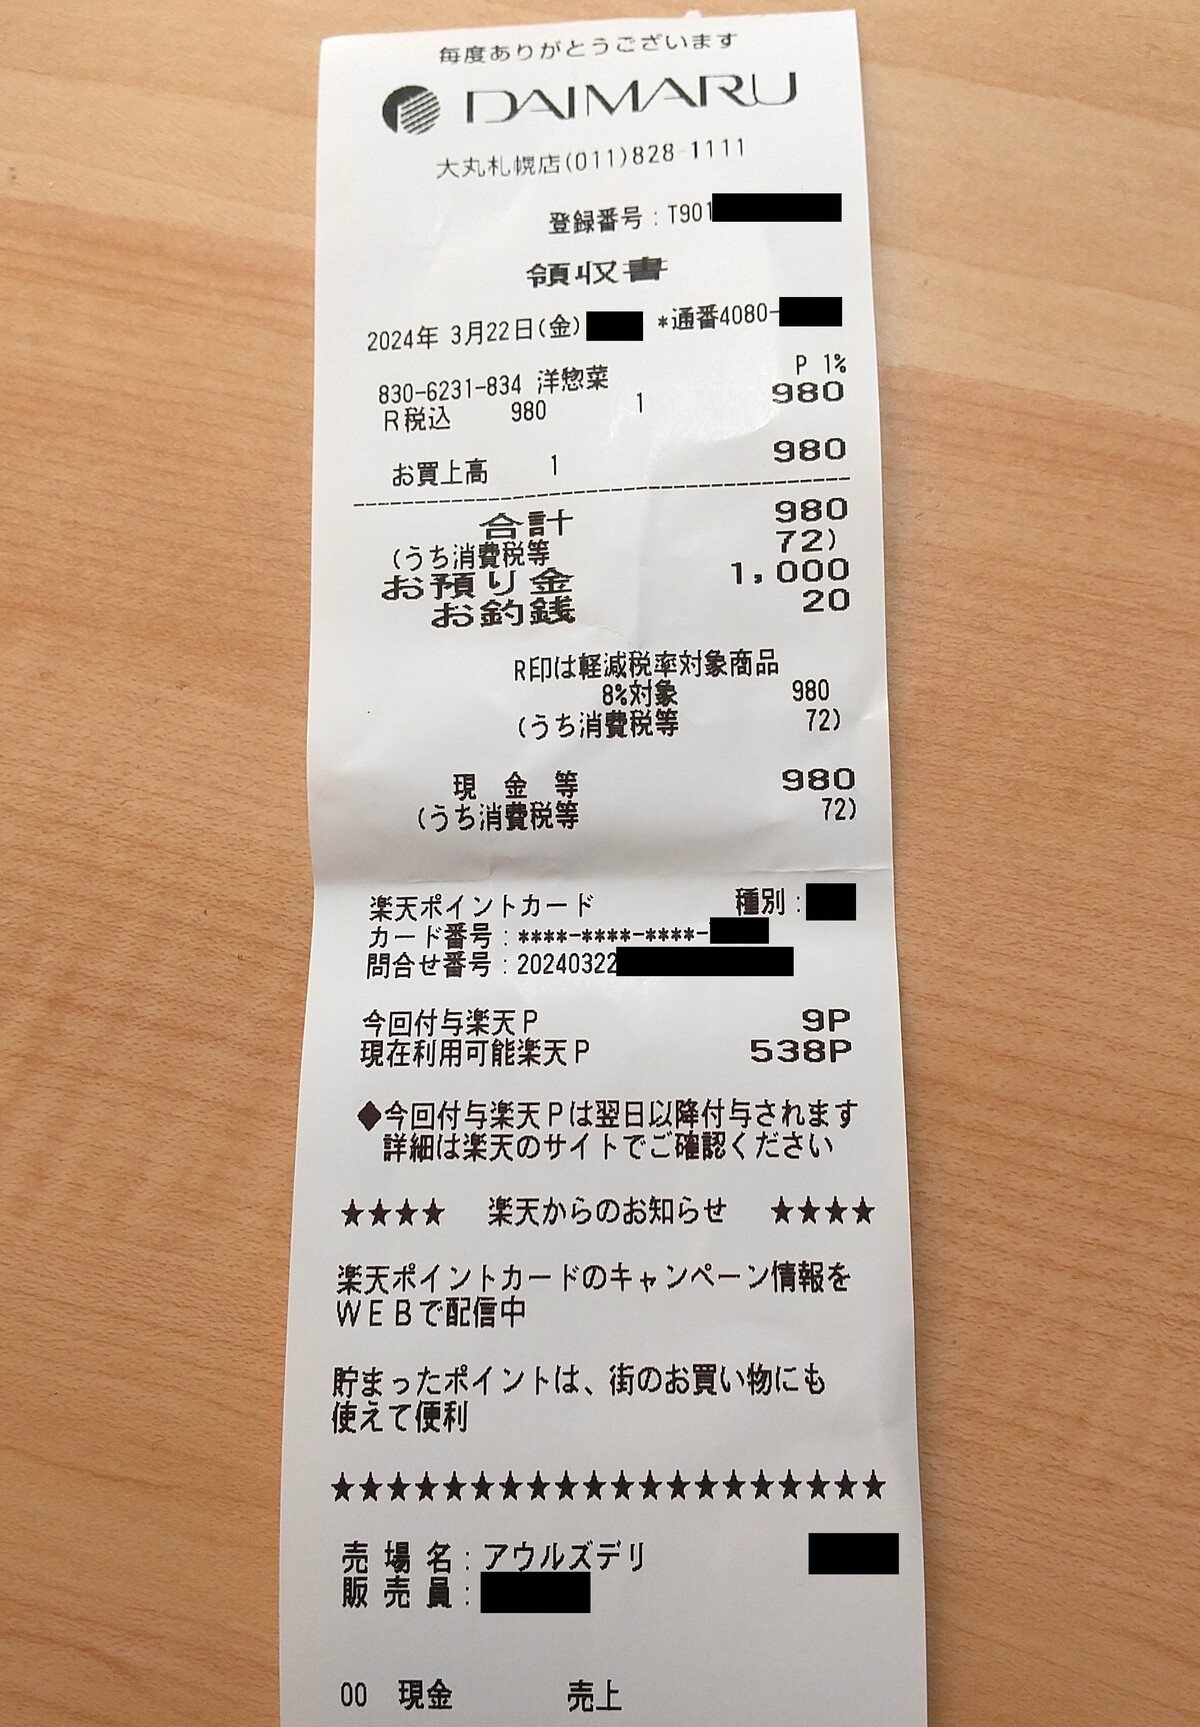 毎度ありがとうございます
DAIMARU
大丸札幌店(011)828-1111
登録番号:T901
領収書
2024年 3月22日(金) *通番4080-
P 1%
830-6231-834 洋惣菜 980
R税込 980 1
お買上高 1 980
合計 980
(うち消費税等 72)
お預り金 1,000
お釣銭 20
R印は軽減税率対象商品
8%対象 980
(うち消費税等 72)
現金等 980
(うち消費税等 72)
楽天ポイントカード 種別:
カード番号:****-****-****-
問合せ番号:20240322
今回付与楽天P 9P
現在利用可能楽天P 538P
◆今回付与楽天Pは翌日以降付与されます
詳細は楽天のサイトでご確認ください
★★★★ 楽天からのお知らせ ★★★★
楽天ポイントカードのキャンペーン情報を
WEBで配信中
貯まったポイントは、街のお買い物にも
使えて便利
★★★★★★★★★★★★★★★★★★★★
売場名:アウルズデリ
販売員:
00 現金 売上